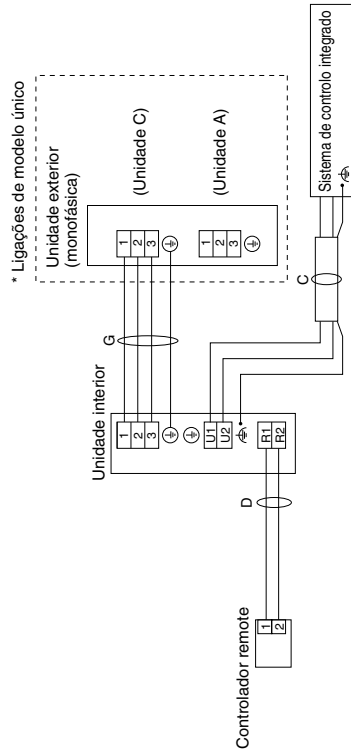 * Ligações de modelo único
Unidade exterior
(monofásica)
(Unidade C)
1
2
3
(Unidade A)
1
2
3
G
Unidade interior
1
2
3
U1
U2
R1
R2
D
C
Sistema de controlo integrado
Controlador remote
1
2